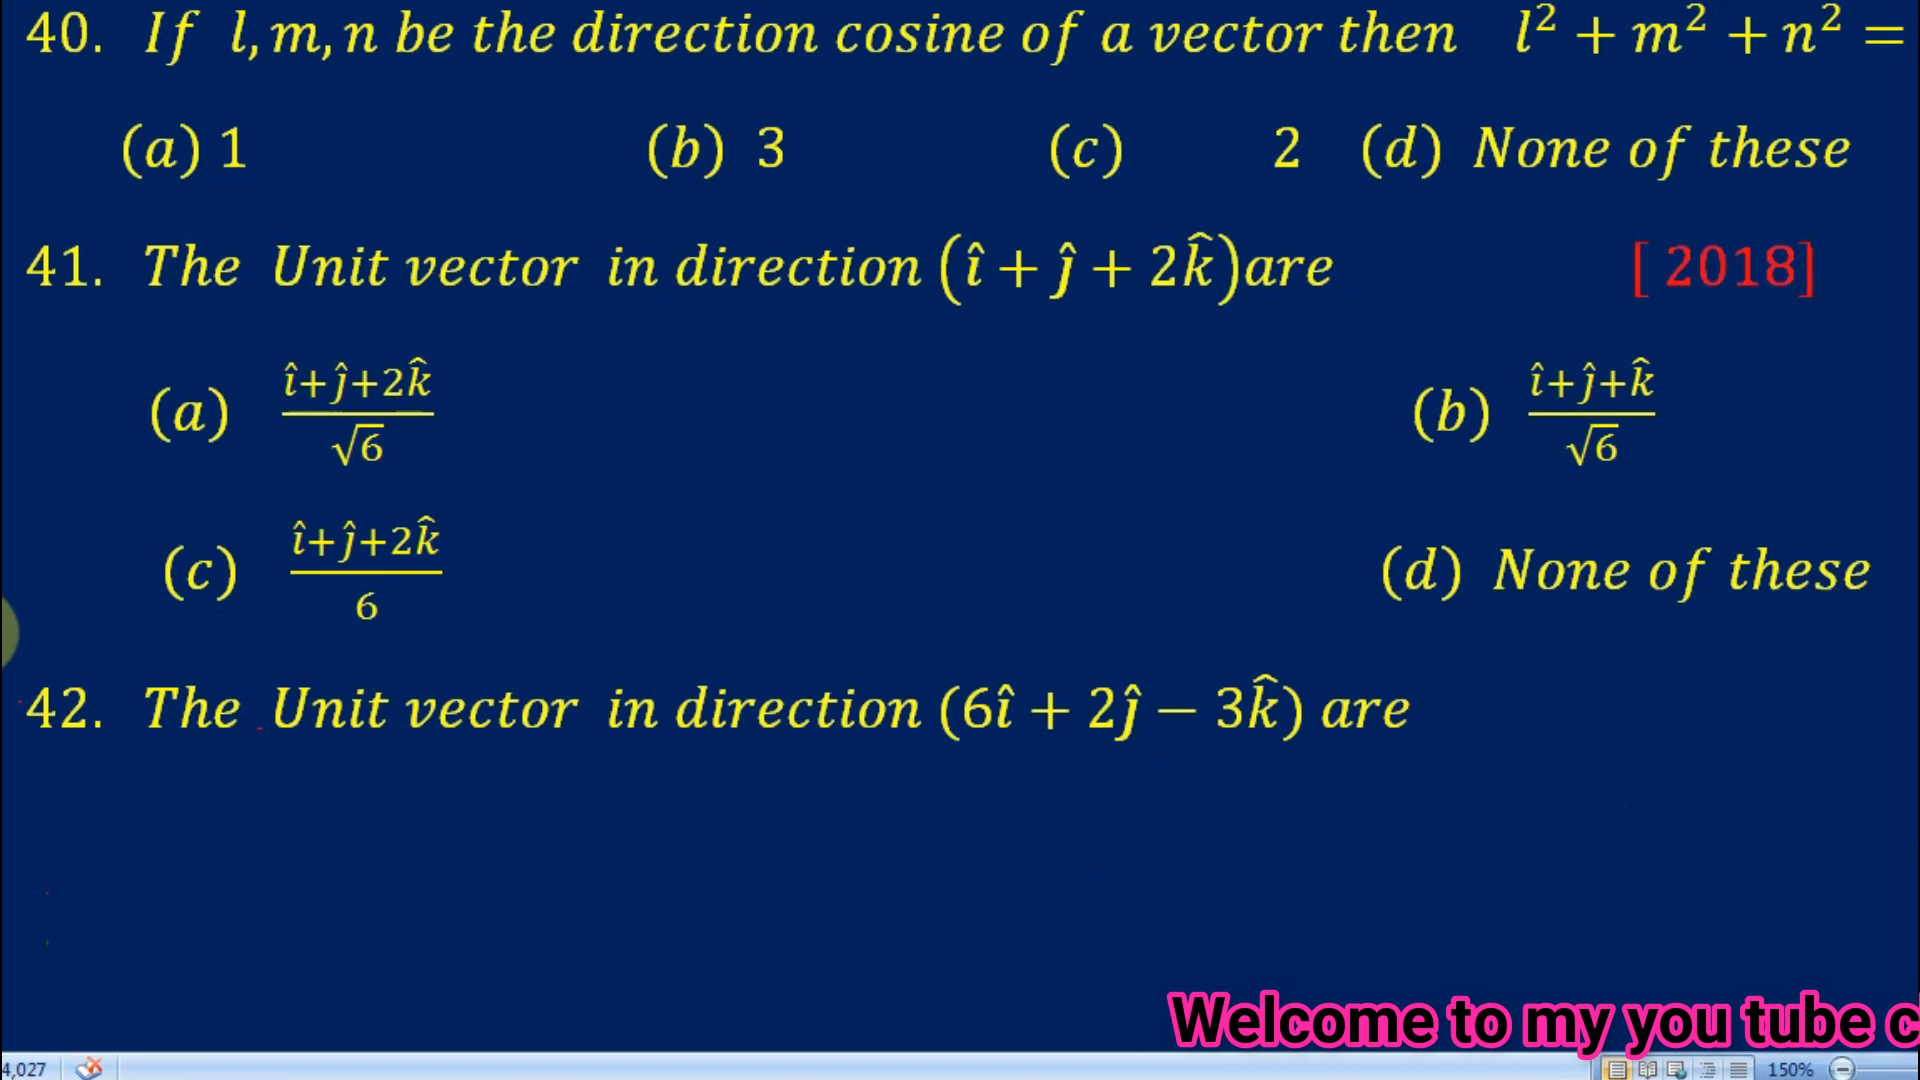 40. If l, m, n be the direction cosine of a vector then l² + m² + n² =
(a) 1 (b) 3 (c) 2 (d) None of these
41. The Unit vector in direction (î + ĵ + 2k̂)are [ 2018]
(a) î+ĵ+2k̂/√6 (b) î+ĵ+k̂/√6
(c) î+ĵ+2k̂/6 (d) None of these
42. The Unit vector in direction (6î + 2ĵ − 3k̂) are
Welcome to my you tube c
4,027 150%